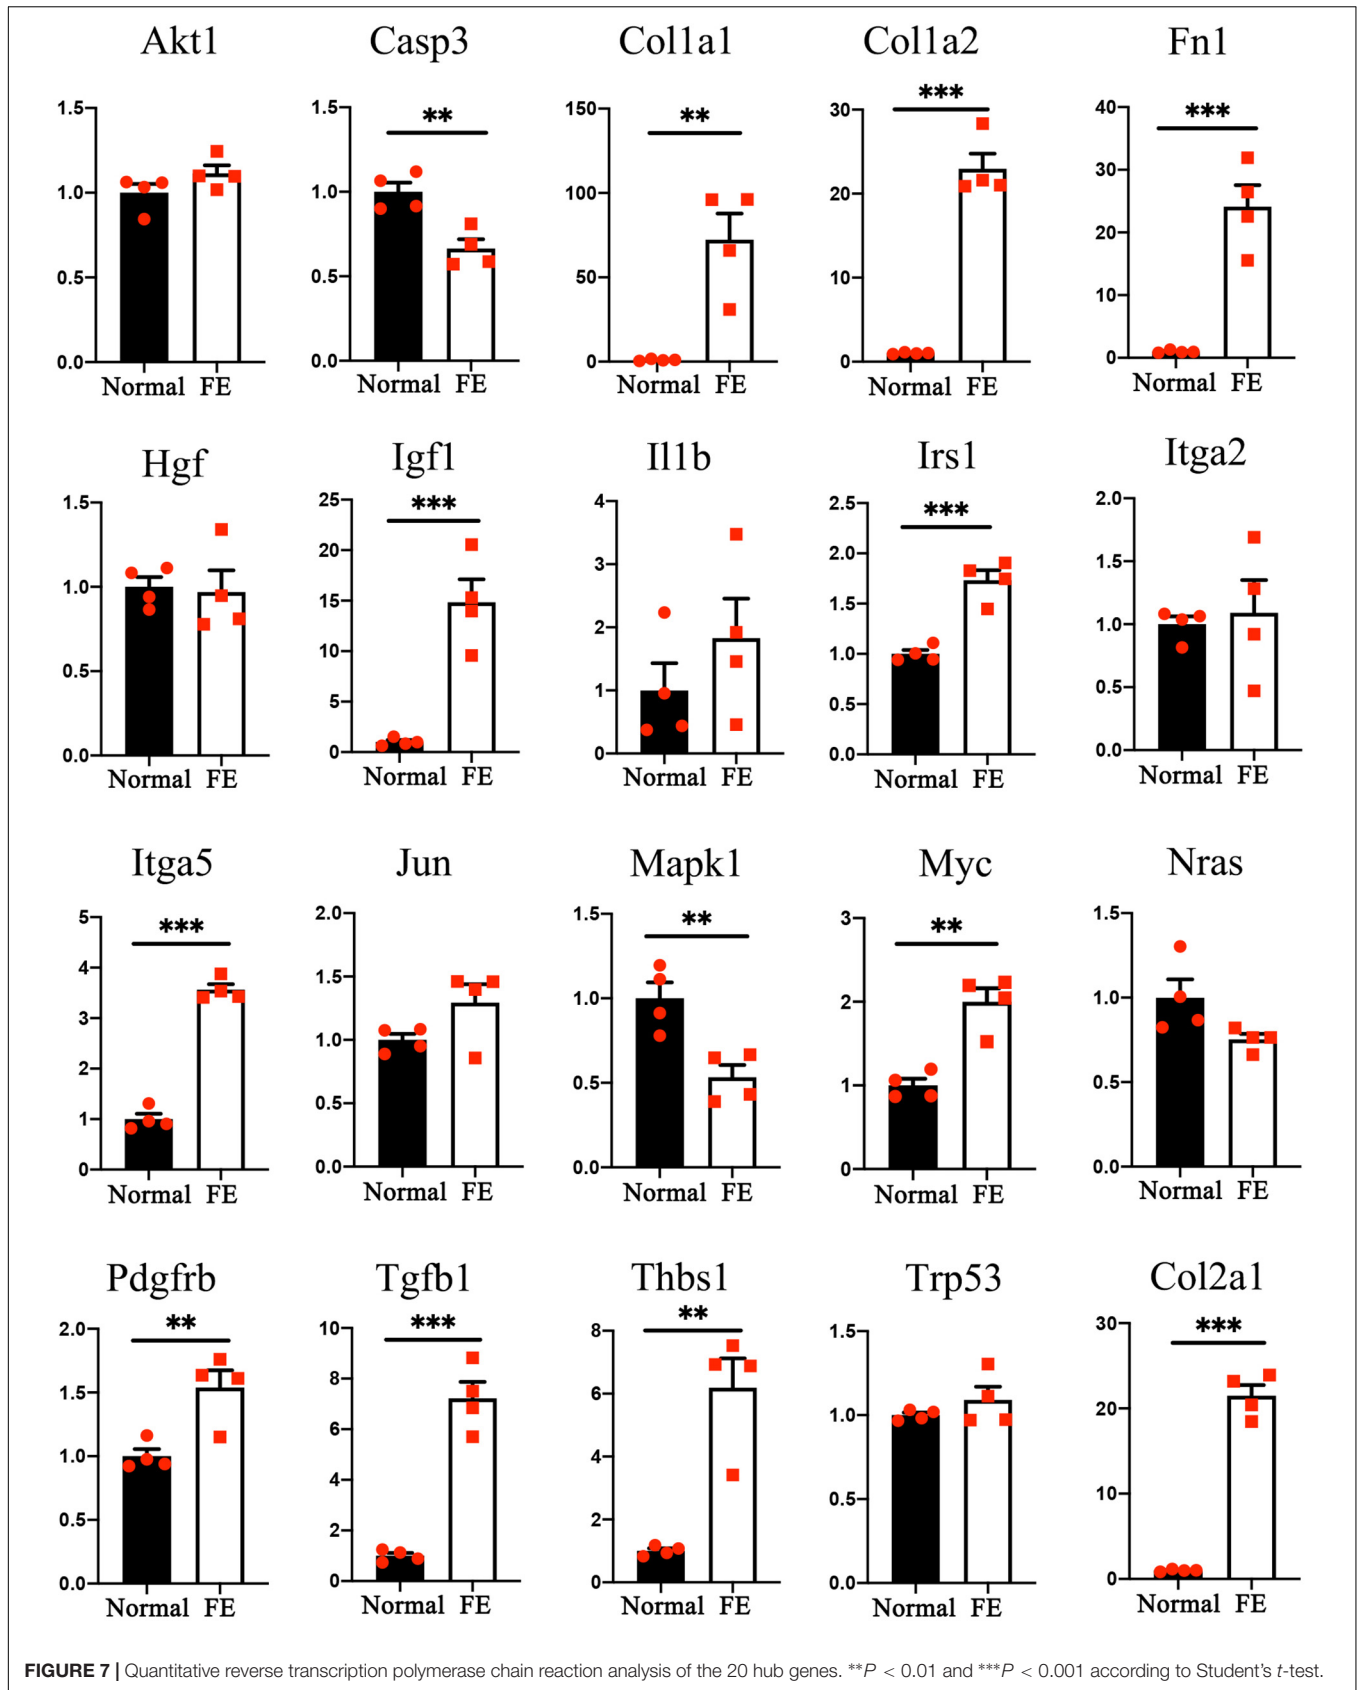 Akt1 Casp3 Col1a1 Col1a2 Fn1
1.5 1.0 0.5 0.0 Normal FE
** 1.5 1.0 0.5 0.0 Normal FE
** 150 100 50 0 Normal FE
*** 30 20 10 0 Normal FE
*** 40 30 20 10 0 Normal FE
Hgf Igf1 Il1b Irs1 Itga2
1.5 1.0 0.5 0.0 Normal FE
*** 25 20 15 10 5 0 Normal FE
4 3 2 1 0 Normal FE
*** 2.5 2.0 1.5 1.0 0.5 0.0 Normal FE
2.0 1.5 1.0 0.5 0.0 Normal FE
Itga5 Jun Mapk1 Myc Nras
*** 5 4 3 2 1 0 Normal FE
2.0 1.5 1.0 0.5 0.0 Normal FE
** 1.5 1.0 0.5 0.0 Normal FE
** 3 2 1 0 Normal FE
1.5 1.0 0.5 0.0 Normal FE
Pdgfrb Tgfb1 Thbs1 Trp53 Col2a1
** 2.0 1.5 1.0 0.5 0.0 Normal FE
*** 10 8 6 4 2 0 Normal FE
** 8 6 4 2 0 Normal FE
1.5 1.0 0.5 0.0 Normal FE
*** 30 20 10 0 Normal FE
FIGURE 7 | Quantitative reverse transcription polymerase chain reaction analysis of the 20 hub genes. **P < 0.01 and ***P < 0.001 according to Student's t-test.